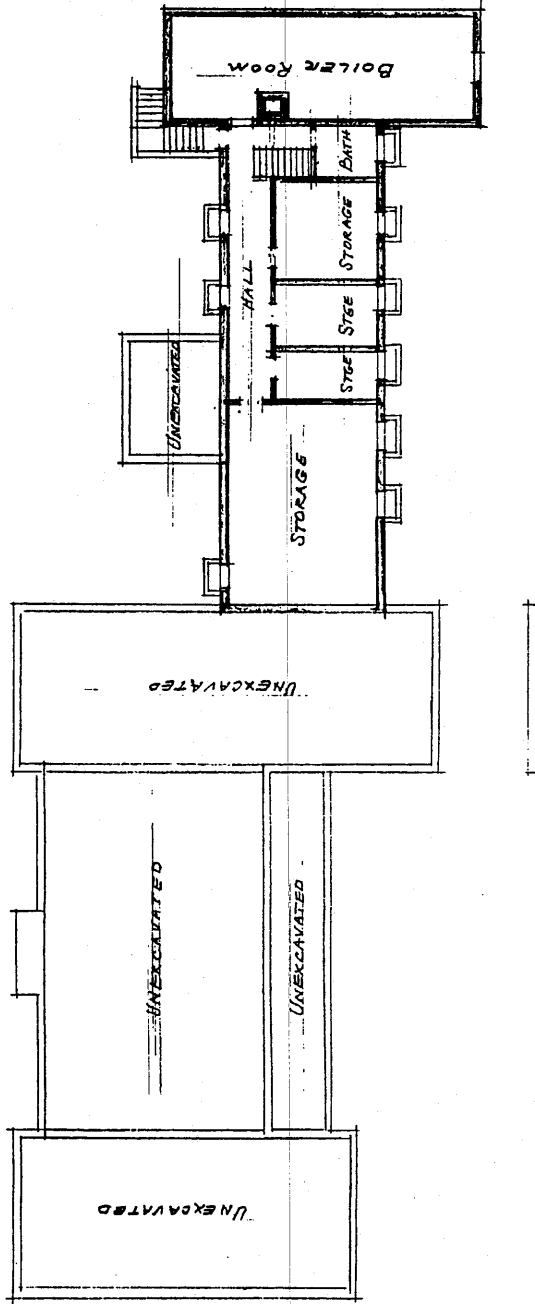 BOILER ROOM
BATH
STORAGE
HALL
STGE
STGE
UNEXCAVATED
STORAGE
UNEXCAVATED
UNEXCAVATED
UNEXCAVATED
UNEXCAVATED